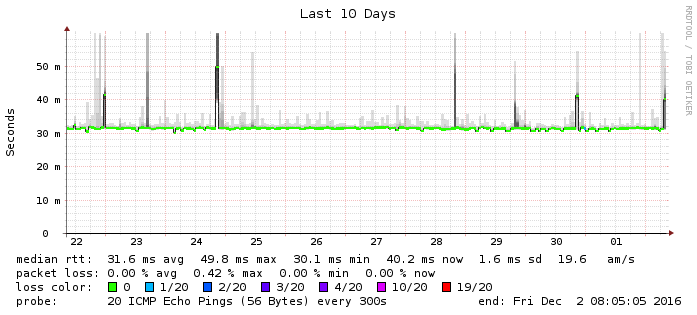 Last 10 Days
RRDTOOL / TOBI OETIKER
Seconds
50 m
40 m
30 m
20 m
10 m
0
22 23 24 25 26 27 28 29 30 01
median rtt: 31.6 ms avg 49.8 ms max 30.1 ms min 40.2 ms now 1.6 ms sd 19.6 am/s
packet loss: 0.00 % avg 0.42 % max 0.00 % min 0.00 % now
loss color: 0 1/20 2/20 3/20 4/20 10/20 19/20
probe: 20 ICMP Echo Pings (56 Bytes) every 300s end: Fri Dec 2 08:05:05 2016